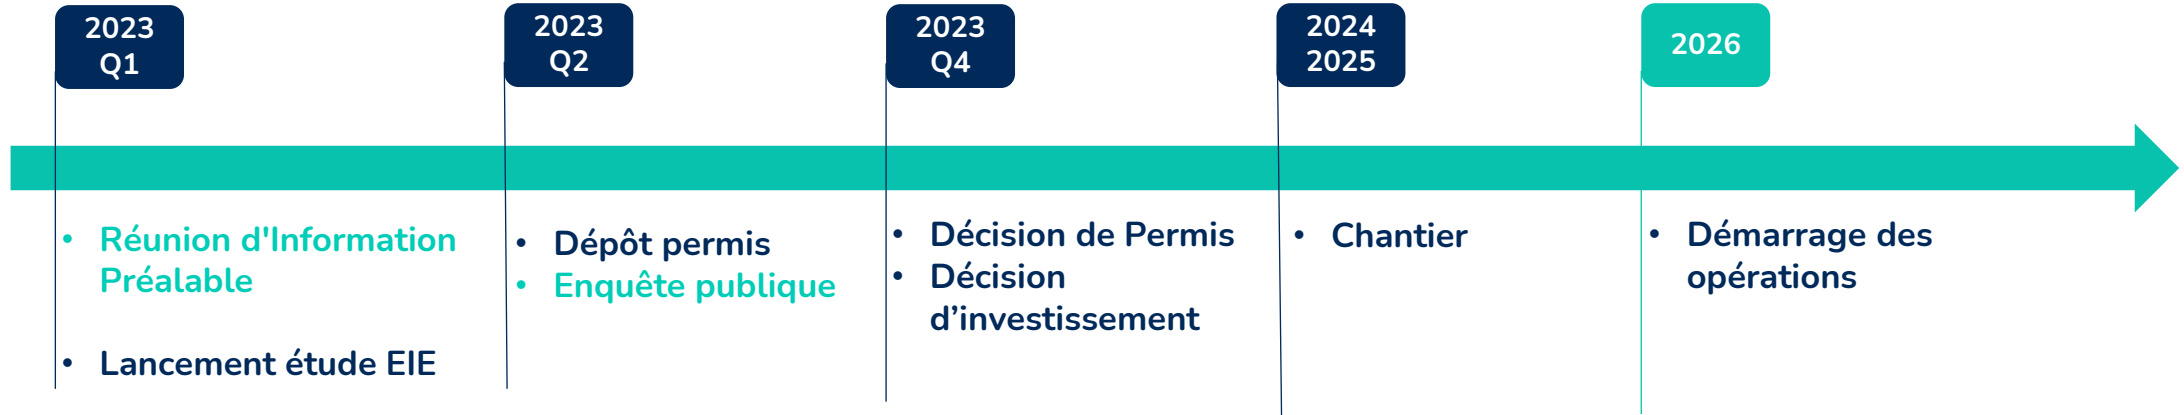 2023
Q1
2023
Q2
2023
Q4
2024
2025
2026
• Réunion d'Information
Préalable
• Lancement étude EIE
• Dépôt permis
• Enquête publique
• Décision de Permis
• Décision
d’investissement
• Chantier
• Démarrage des
opérations